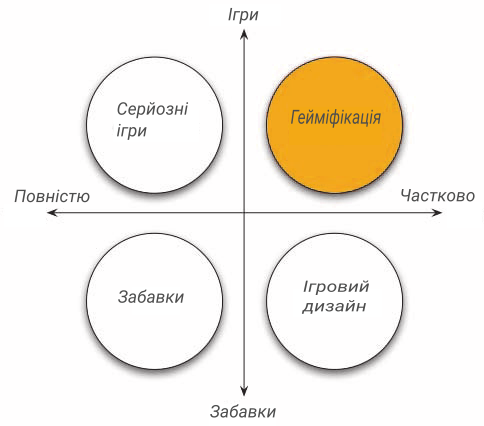 Ігри
Серйозні
ігри
Гейміфікація
Повністю
Частково
Забавки
Ігровий
дизайн
Забавки